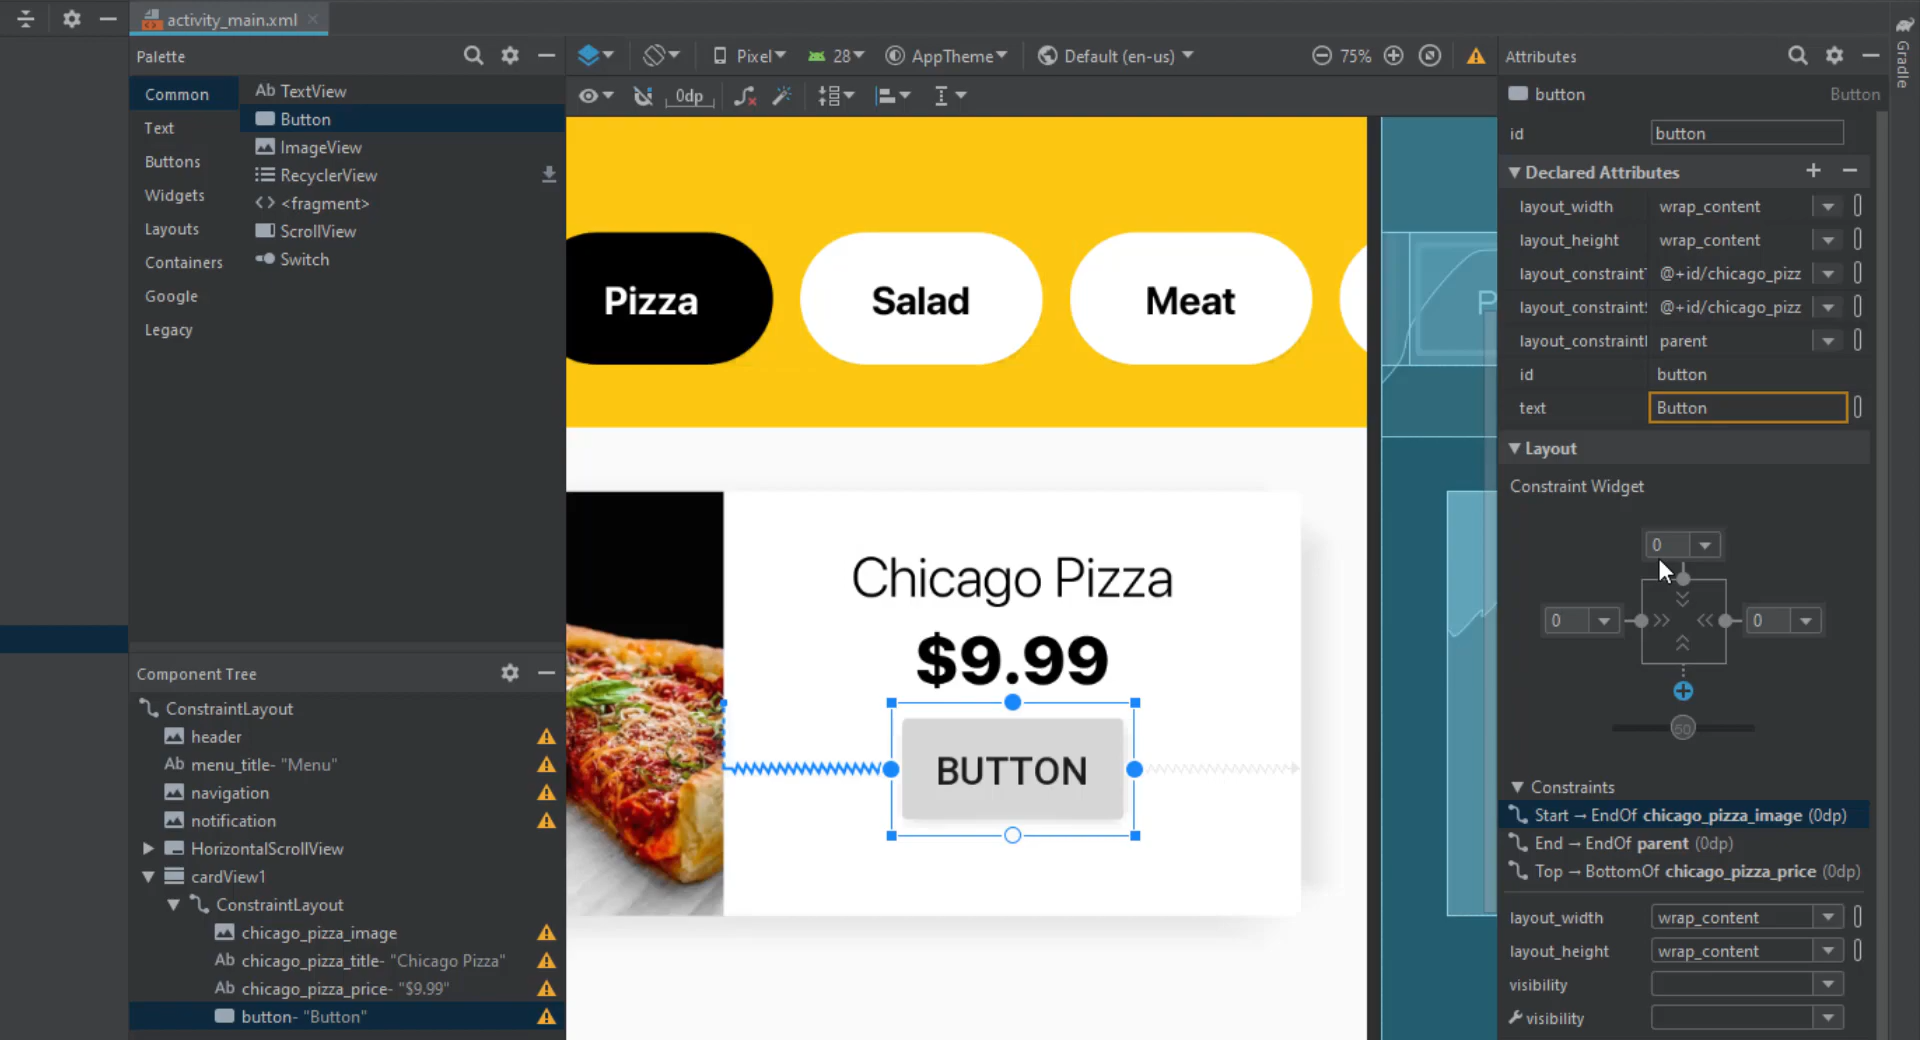 activity_main.xml
Palette
Common
Text
Buttons
Widgets
Layouts
Containers
Google
Legacy
Ab TextView
Button
ImageView
RecyclerView
<> <fragment>
ScrollView
Switch
Pixel
28
AppTheme
Default (en-us)
75%
0dp
Pizza
Salad
Meat
P
Chicago Pizza
$9.99
BUTTON
Component Tree
ConstraintLayout
header
Ab menu_title- "Menu"
navigation
notification
HorizontalScrollView
cardView1
ConstraintLayout
chicago_pizza_image
Ab chicago_pizza_title- "Chicago Pizza"
Ab chicago_pizza_price- "$9.99"
button- "Button"
Attributes
button Button
id button
Declared Attributes
layout_width wrap_content
layout_height wrap_content
layout_constraint @+id/chicago_pizz
layout_constraint @+id/chicago_pizz
layout_constraint parent
id button
text Button
Layout
Constraint Widget
0
0
0
50
Constraints
Start → EndOf chicago_pizza_image (0dp)
End → EndOf parent (0dp)
Top → BottomOf chicago_pizza_price (0dp)
layout_width wrap_content
layout_height wrap_content
visibility
visibility
Gradle